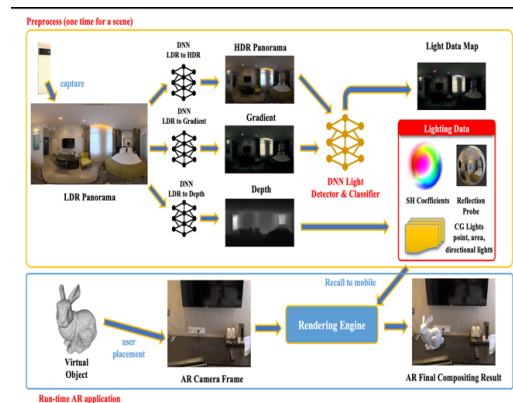 Preprocess (one time for a scene)
capture
LDR Panorama
DNN
LDR to HDR
DNN
LDR to Gradient
DNN
LDR to Depth
HDR Panorama
Gradient
Depth
DNN Light
Detector & Classifier
Light Data Map
Lighting Data
SH Coefficients
Reflection
Probe
CG Lights
point, area,
directional lights
Recall to mobile
Virtual
Object
user
placement
AR Camera Frame
Rendering Engine
AR Final Compositing Result
Run-time AR application